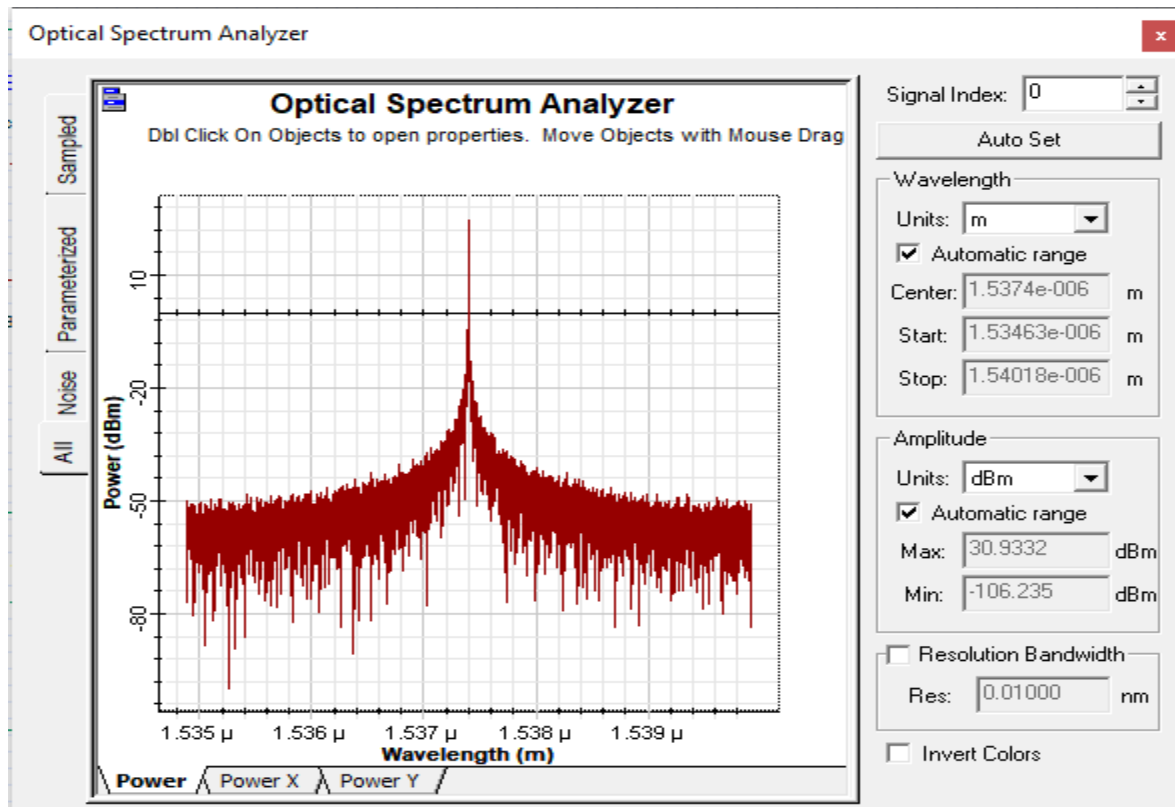 Optical Spectrum Analyzer
x
Sampled
Parameterized
Noise
All
Optical Spectrum Analyzer
Dbl Click On Objects to open properties. Move Objects with Mouse Drag
Power (dBm)
10
-20
-50
-80
1.535 µ 1.536 µ 1.537 µ 1.538 µ 1.539 µ
Wavelength (m)
Power Power X Power Y
Signal Index: 0
Auto Set
Wavelength
Units: m
Automatic range
Center: 1.5374e-006 m
Start: 1.53463e-006 m
Stop: 1.54018e-006 m
Amplitude
Units: dBm
Automatic range
Max: 30.9332 dBm
Min: -106.235 dBm
Resolution Bandwidth
Res: 0.01000 nm
Invert Colors